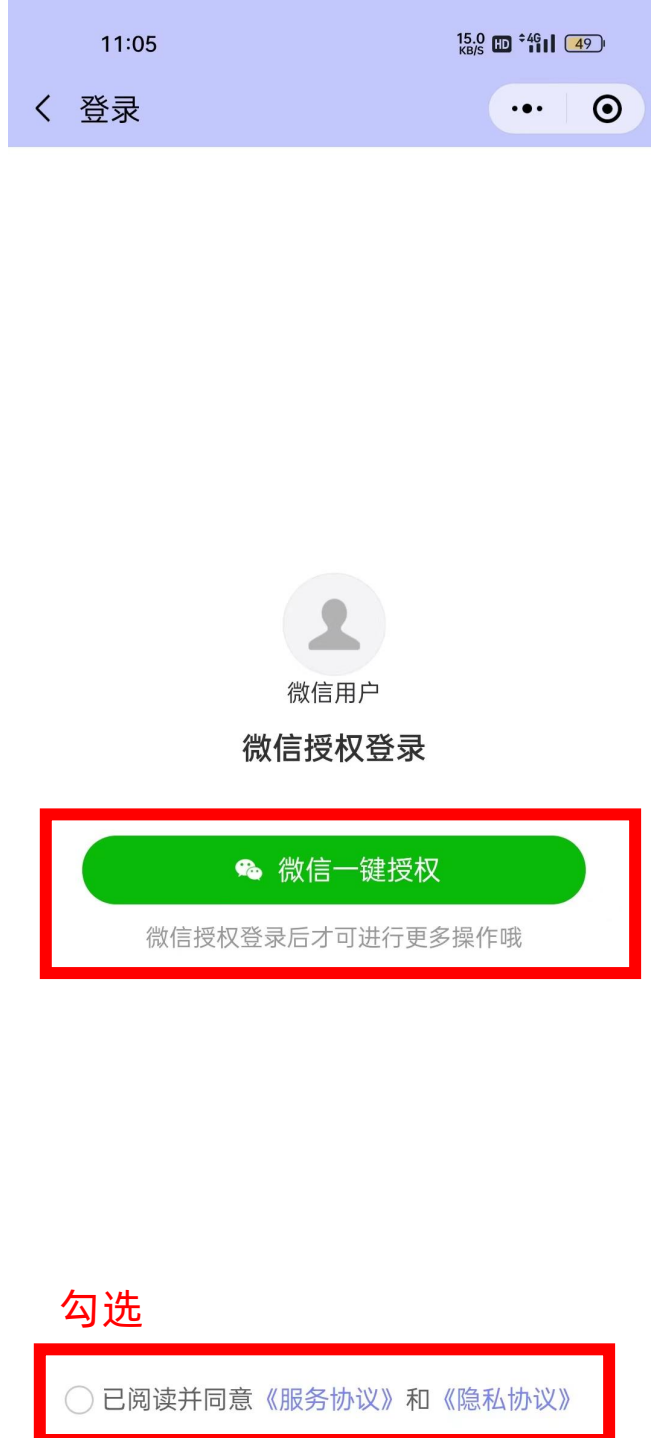 11:05
15.0 KB/S HD 4G 49
登录
微信用户
微信授权登录
微信一键授权
微信授权登录后才可进行更多操作哦
勾选
已阅读并同意《服务协议》和《隐私协议》